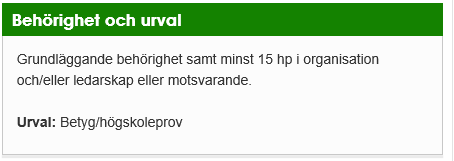 Behörighet och urval
Grundläggande behörighet samt minst 15 hp i organisation
och/eller ledarskap eller motsvarande.
Urval: Betyg/högskoleprov